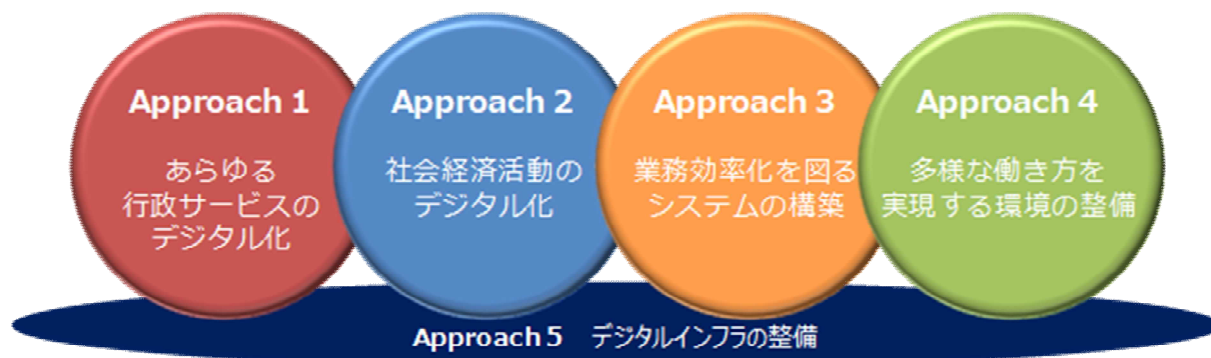 Approach 1
あらゆる
行政サービスの
デジタル化
Approach 2
社会経済活動の
デジタル化
Approach 3
業務効率化を図る
システムの構築
Approach 4
多様な働き方を
実現する環境の整備
Approach 5 デジタルインフラの整備